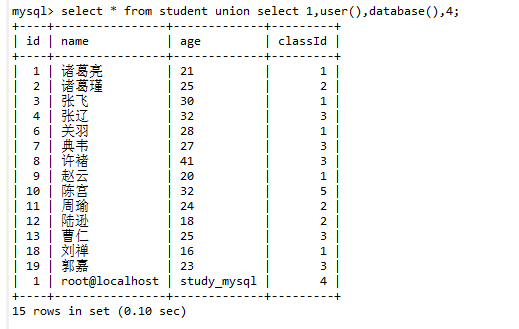 mysql> select * from student union select 1,user(),database(),4;
+----+----------------+-------------+---------+
| id | name           | age         | classId |
+----+----------------+-------------+---------+
|  1 | 诸葛亮         | 21          |       1 |
|  2 | 诸葛瑾         | 25          |       2 |
|  3 | 张飞           | 30          |       1 |
|  4 | 张辽           | 32          |       3 |
|  6 | 关羽           | 28          |       1 |
|  7 | 典韦           | 27          |       3 |
|  8 | 许褚           | 41          |       3 |
|  9 | 赵云           | 20          |       1 |
| 10 | 陈宫           | 32          |       5 |
| 11 | 周瑜           | 24          |       2 |
| 12 | 陆逊           | 18          |       2 |
| 13 | 曹仁           | 25          |       3 |
| 18 | 刘禅           | 16          |       1 |
| 19 | 郭嘉           | 23          |       3 |
|  1 | root@localhost | study_mysql |       4 |
+----+----------------+-------------+---------+
15 rows in set (0.10 sec)